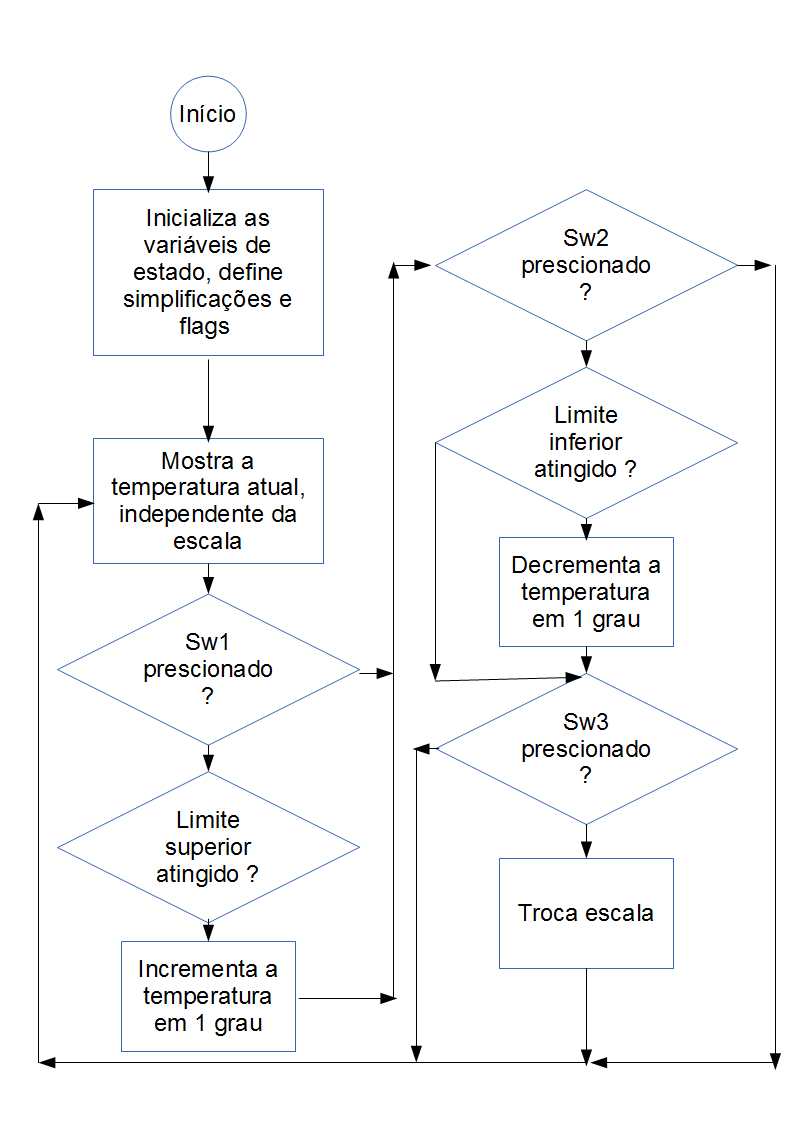 Início
Inicializa as
variáveis de
estado, define
simplificações e
flags
Mostra a
temperatura atual,
independente da
escala
Sw1
prescionado
?
Limite
superior
atingido ?
Incrementa a
temperatura
em 1 grau
Sw2
prescionado
?
Limite
inferior
atingido ?
Decrementa a
temperatura
em 1 grau
Sw3
prescionado
?
Troca escala